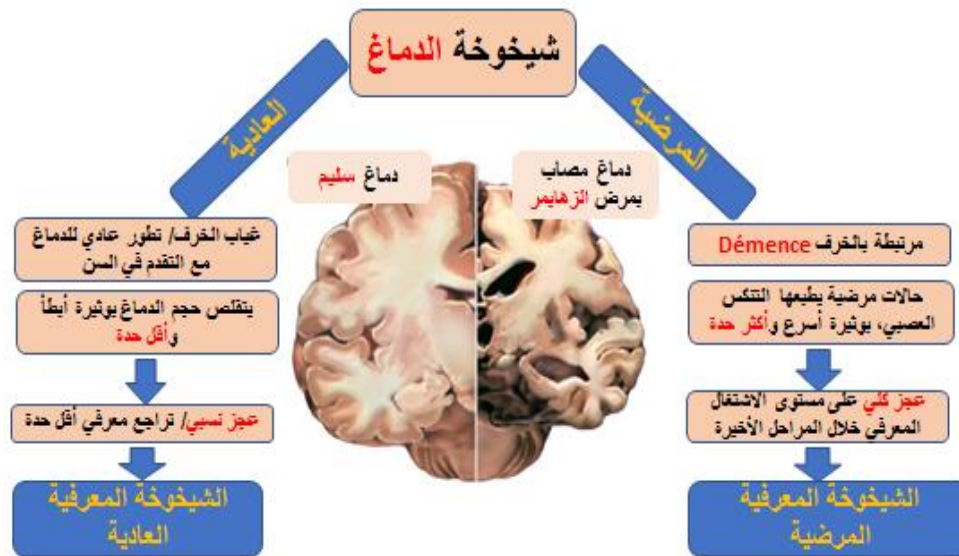 شيخوخة الدماغ
المرضية
العادية
دماغ مصاب
بمرض الزهايمر
دماغ سليم
مرتبطة بالخرف Démence
حالات مرضية يطبعها التنكس
العصبي، بوثيرة أسرع وأكثر حدة
عجز كلي على مستوى الاشتغال
المعرفي خلال المراحل الأخيرة
الشيخوخة المعرفية
المرضية
غياب الخرف/ تطور عادي للدماغ
مع التقدم في السن
يتقلص حجم الدماغ بوثيرة أبطأ
وأقل حدة
عجز نسبي/ تراجع معرفي أقل حدة
الشيخوخة المعرفية
العادية